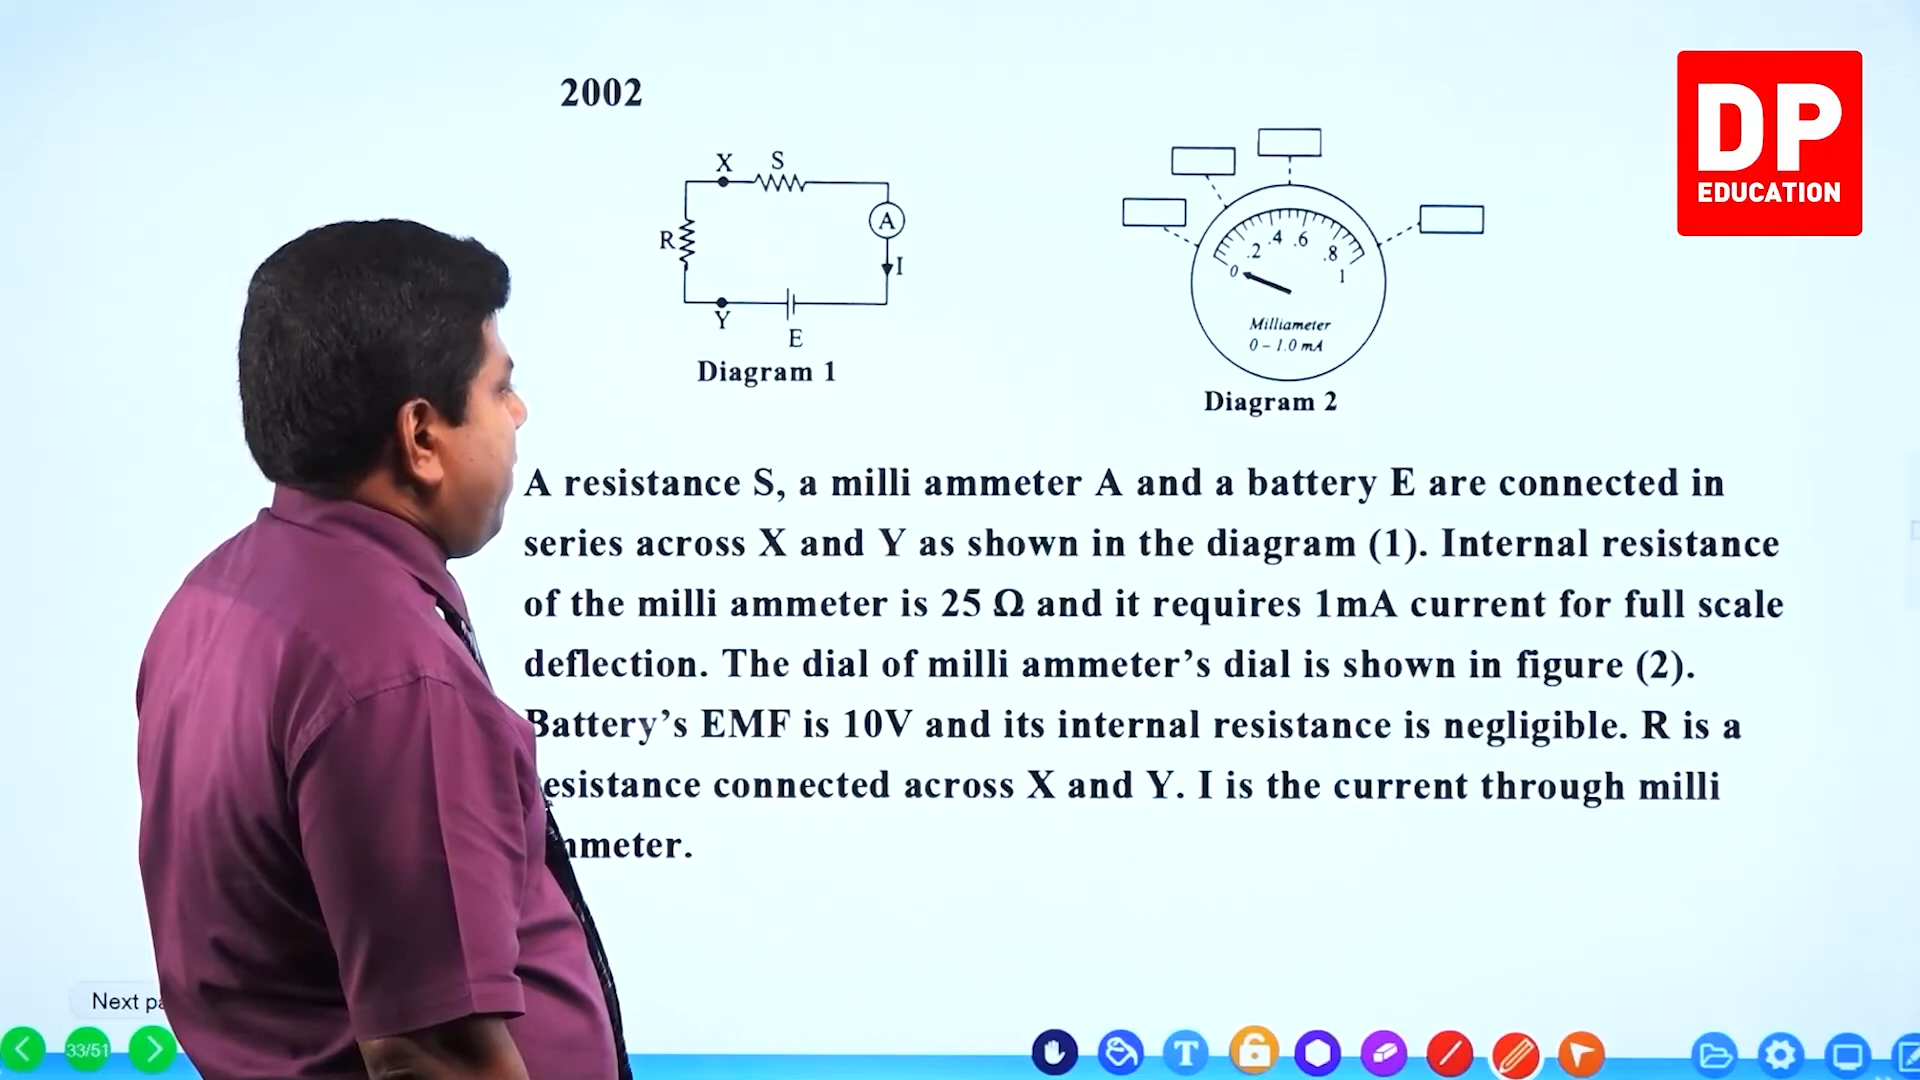 2002
DP
EDUCATION
X
S
R
A
I
Y
E
Diagram 1
0
.2
.4
.6
.8
1
Milliameter
0 – 1.0 mA
Diagram 2
A resistance S, a milli ammeter A and a battery E are connected in
series across X and Y as shown in the diagram (1). Internal resistance
of the milli ammeter is 25 Ω and it requires 1mA current for full scale
deflection. The dial of milli ammeter's dial is shown in figure (2).
Battery's EMF is 10V and its internal resistance is negligible. R is a
esistance connected across X and Y. I is the current through milli
mmeter.
Next pa
33/51
T